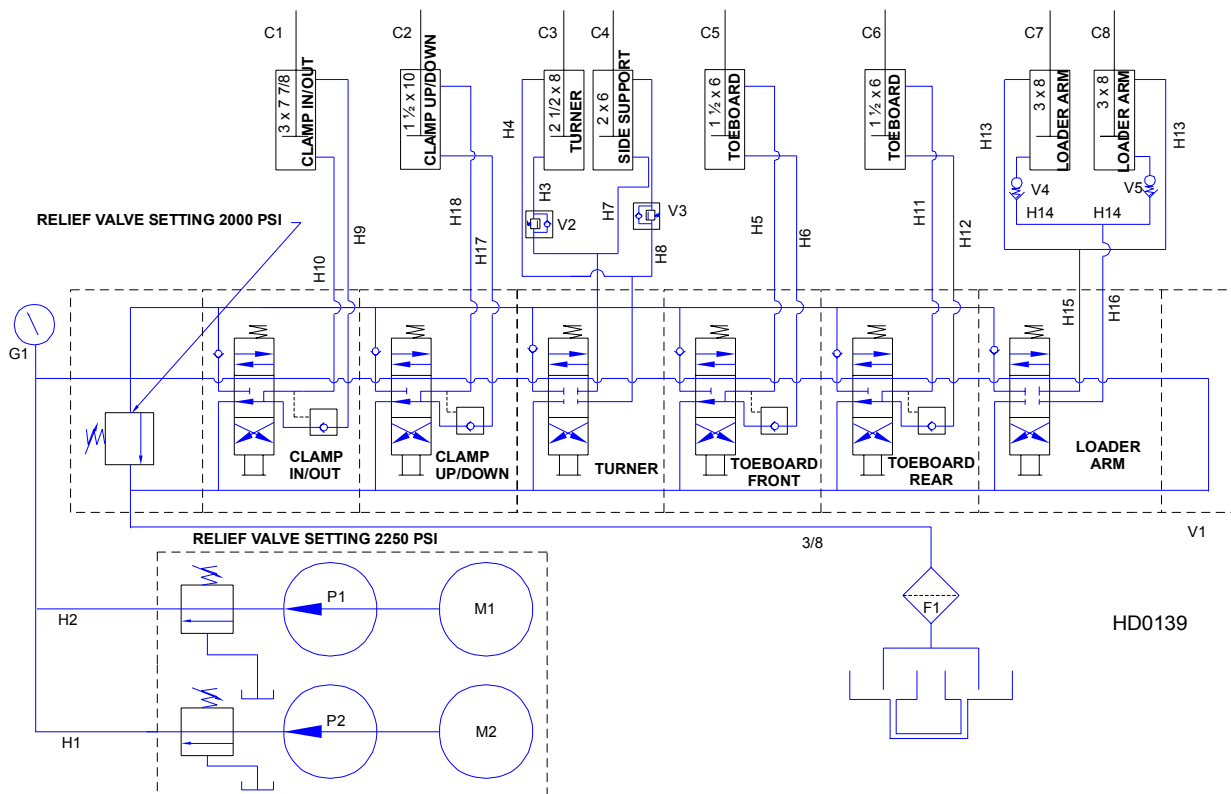 C1
C2
C3
C4
C5
C6
C7
C8
3 x 7 7/8
CLAMP IN/OUT
1 ½ x 10
CLAMP UP/DOWN
2 1/2 x 8
TURNER
2 x 6
SIDE SUPPORT
1 ½ x 6
TOEBOARD
1 ½ x 6
TOEBOARD
3 x 8
LOADER ARM
3 x 8
LOADER ARM
H4
H13
H13
H3
H7
V2
V3
V4
V5
H14
H14
RELIEF VALVE SETTING 2000 PSI
H9
H10
H18
H17
H8
H5
H6
H11
H12
H15
H16
G1
CLAMP
IN/OUT
CLAMP
UP/DOWN
TURNER
TOEBOARD
FRONT
TOEBOARD
REAR
LOADER
ARM
V1
RELIEF VALVE SETTING 2250 PSI
3/8
H2
P1
M1
F1
HD0139
H1
P2
M2